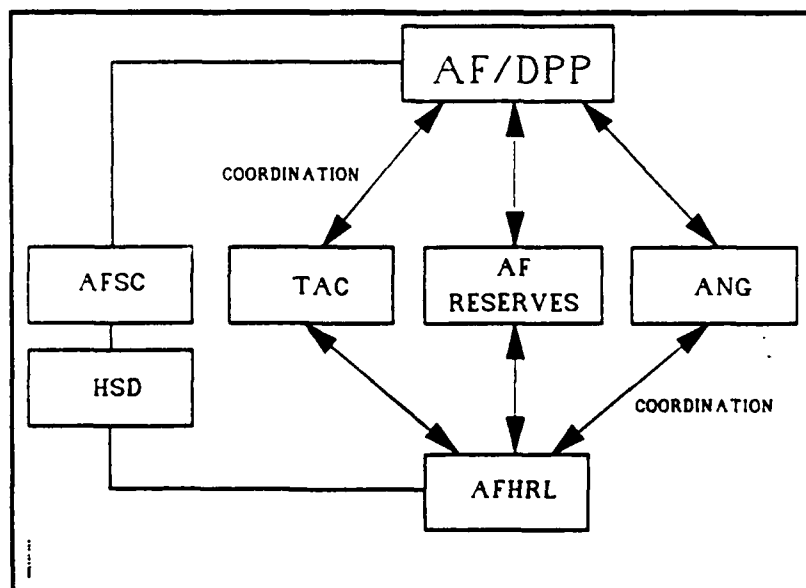 AF/DPP
COORDINATION
AFSC
TAC
AF
RESERVES
ANG
HSD
COORDINATION
AFHRL